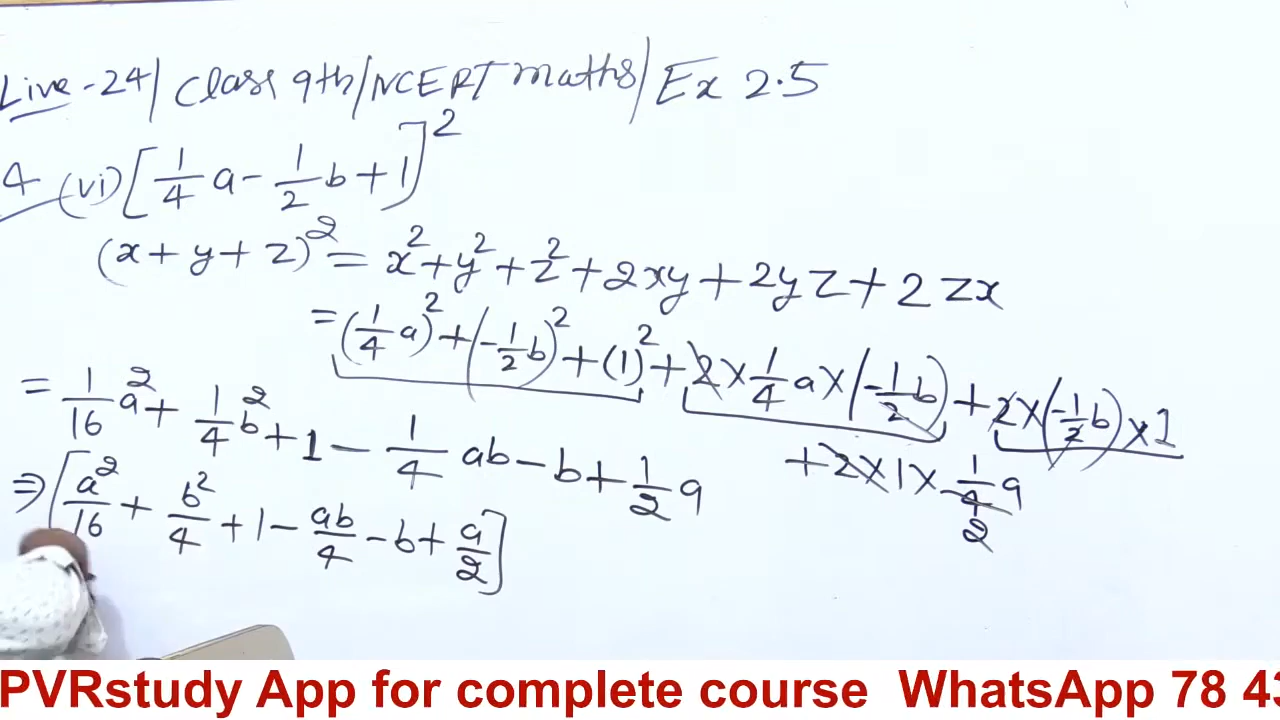 Live-24/ Class 9th/NCERT maths/ Ex 2.5
4 (vi) [1/4 a - 1/2 b + 1]²
(x + y + z)² = x² + y² + z² + 2xy + 2yz + 2zx
= (1/4 a)² + (-1/2 b)² + (1)² + 2 × 1/4 a × (-1/2 b) + 2 × (-1/2 b) × 1
+ 2 × 1 × 1/4 a
2
= 1/16 a² + 1/4 b² + 1 - 1/4 ab - b + 1/2 a
⇒ [a²/16 + b²/4 + 1 - ab/4 - b + a/2]
PVRstudy App for complete course WhatsApp 78 43